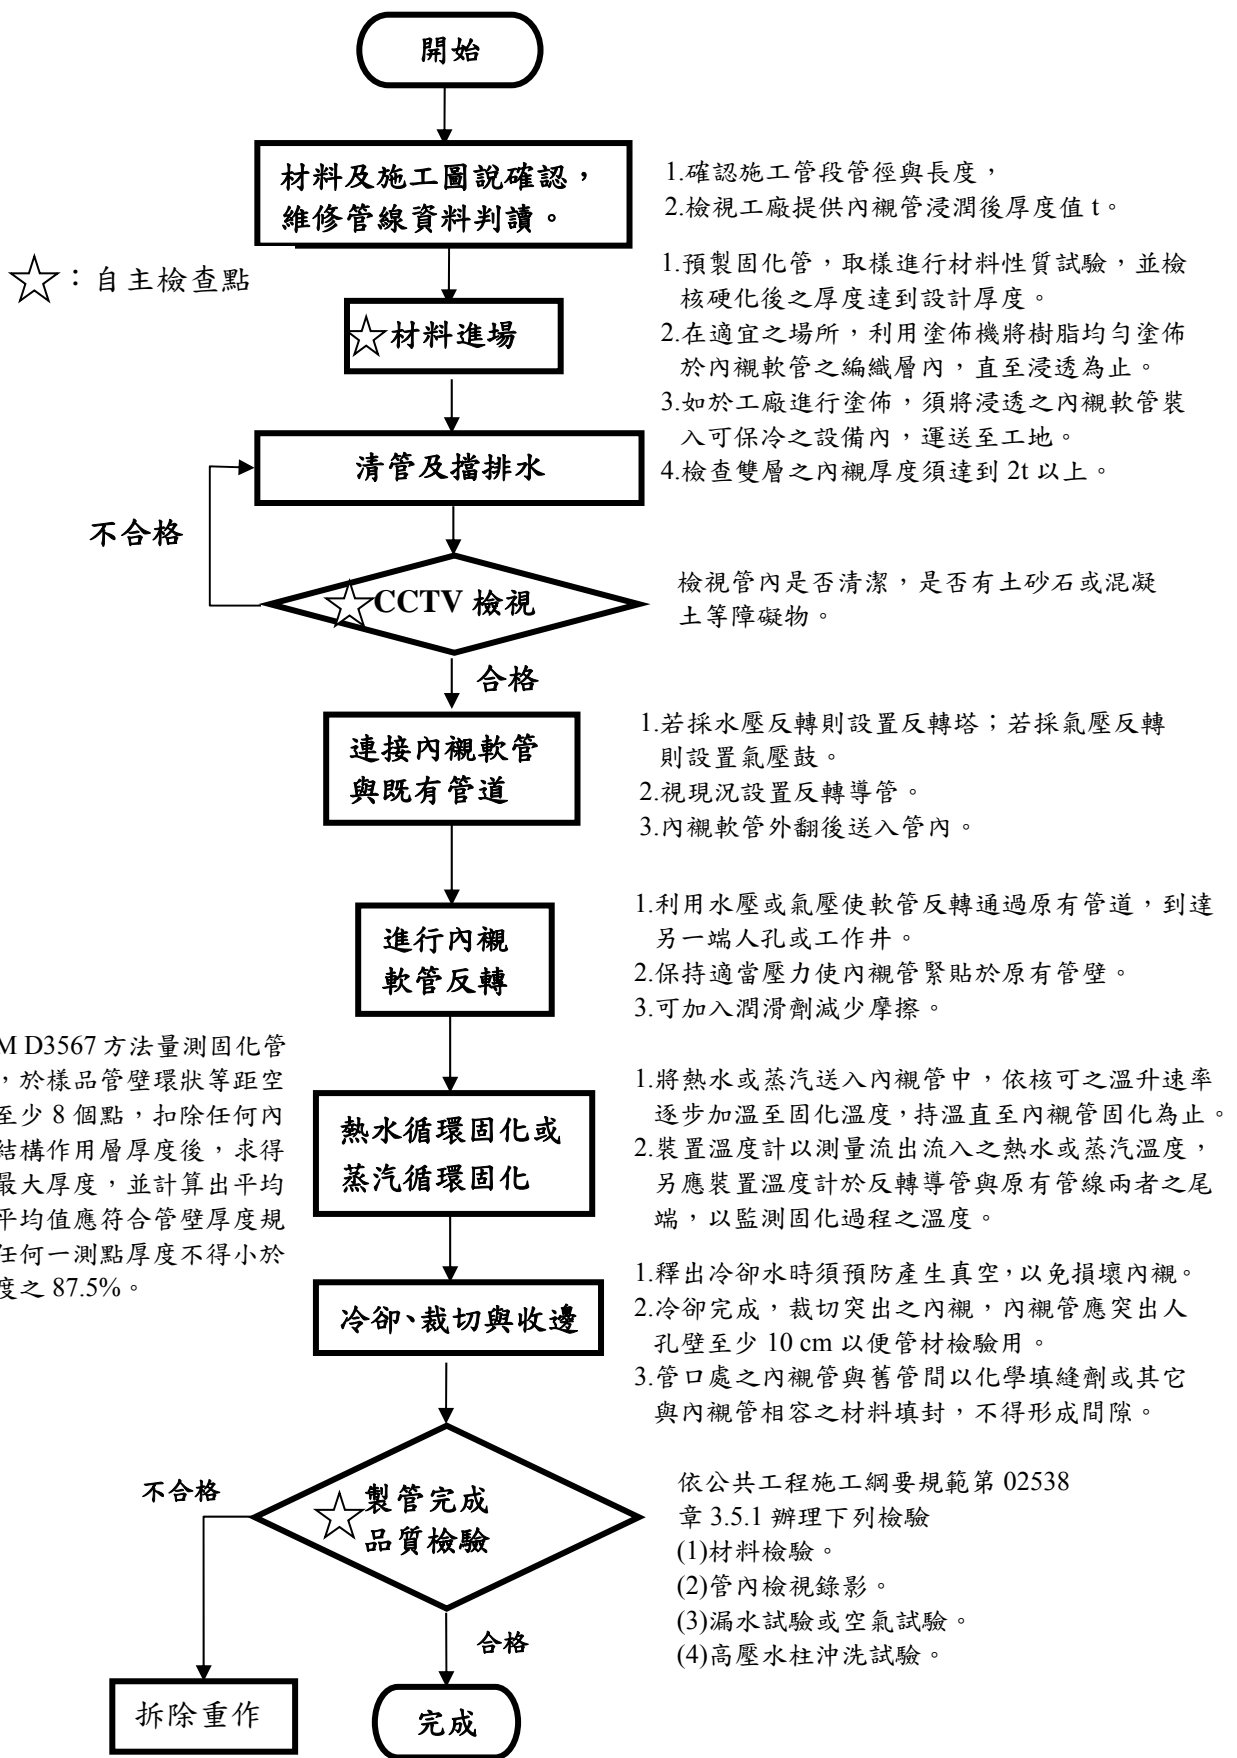 開始
材料及施工圖說確認，
維修管線資料判讀。
1.確認施工管段管徑與長度，
2.檢視工廠提供內襯管浸潤後厚度值 t。
☆：自主檢查點
☆材料進場
1.預製固化管，取樣進行材料性質試驗，並檢
核硬化後之厚度達到設計厚度。
2.在適宜之場所，利用塗佈機將樹脂均勻塗佈
於內襯軟管之編織層內，直至浸透為止。
3.如於工廠進行塗佈，須將浸透之內襯軟管裝
入可保冷之設備內，運送至工地。
4.檢查雙層之內襯厚度須達到 2t 以上。
清管及擋排水
不合格
☆CCTV 檢視
檢視管內是否清潔，是否有土砂石或混凝
土等障礙物。
合格
連接內襯軟管
與既有管道
1.若採水壓反轉則設置反轉塔；若採氣壓反轉
則設置氣壓鼓。
2.視現況設置反轉導管。
3.內襯軟管外翻後送入管內。
進行內襯
軟管反轉
1.利用水壓或氣壓使軟管反轉通過原有管道，到達
另一端人孔或工作井。
2.保持適當壓力使內襯管緊貼於原有管壁。
3.可加入潤滑劑減少摩擦。
M D3567 方法量測固化管
，於樣品管壁環狀等距空
至少 8 個點，扣除任何內
結構作用層厚度後，求得
最大厚度，並計算出平均
平均值應符合管壁厚度規
任何一測點厚度不得小於
度之 87.5%。
熱水循環固化或
蒸汽循環固化
1.將熱水或蒸汽送入內襯管中，依核可之溫升速率
逐步加溫至固化溫度，持溫直至內襯管固化為止。
2.裝置溫度計以測量流出流入之熱水或蒸汽溫度，
另應裝置溫度計於反轉導管與原有管線兩者之尾
端，以監測固化過程之溫度。
冷卻、裁切與收邊
1.釋出冷卻水時須預防產生真空，以免損壞內襯。
2.冷卻完成，裁切突出之內襯，內襯管應突出人
孔壁至少 10 cm 以便管材檢驗用。
3.管口處之內襯管與舊管間以化學填縫劑或其它
與內襯管相容之材料填封，不得形成間隙。
不合格
☆製管完成
品質檢驗
依公共工程施工綱要規範第 02538
章 3.5.1 辦理下列檢驗
(1)材料檢驗。
(2)管內檢視錄影。
(3)漏水試驗或空氣試驗。
(4)高壓水柱沖洗試驗。
合格
拆除重作
完成